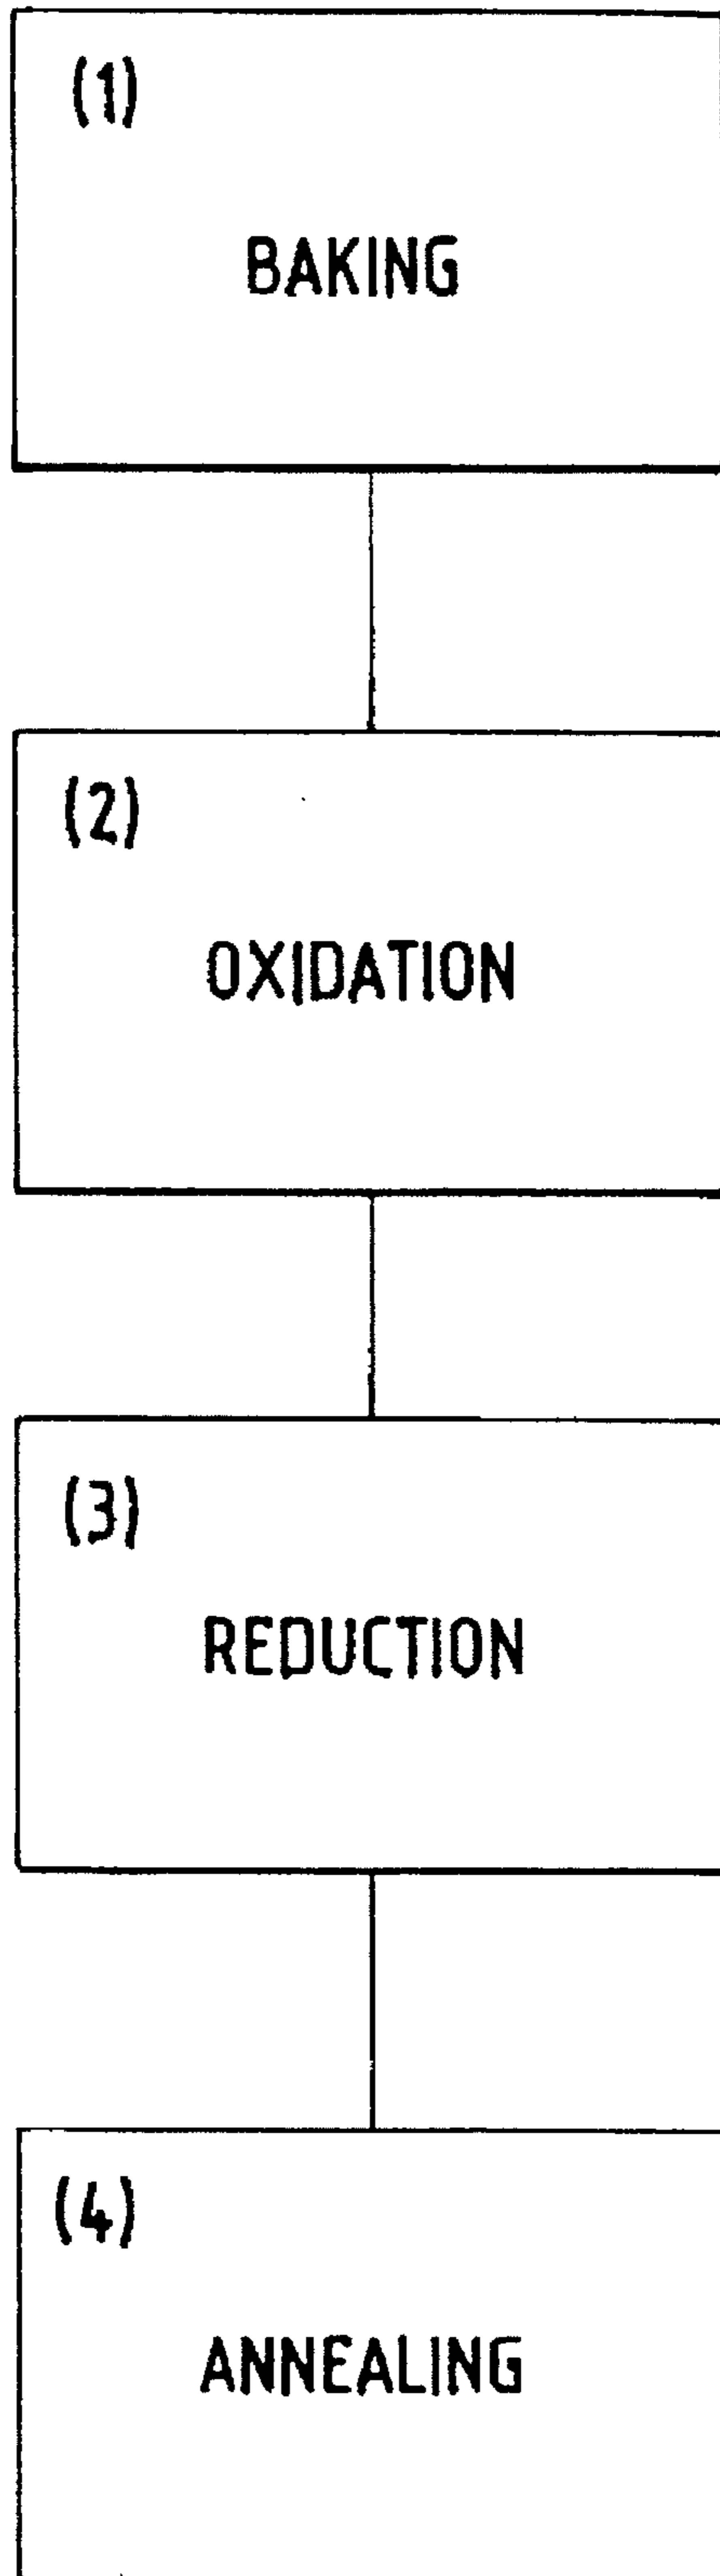 (1)
BAKING
(2)
OXIDATION
(3)
REDUCTION
(4)
ANNEALING